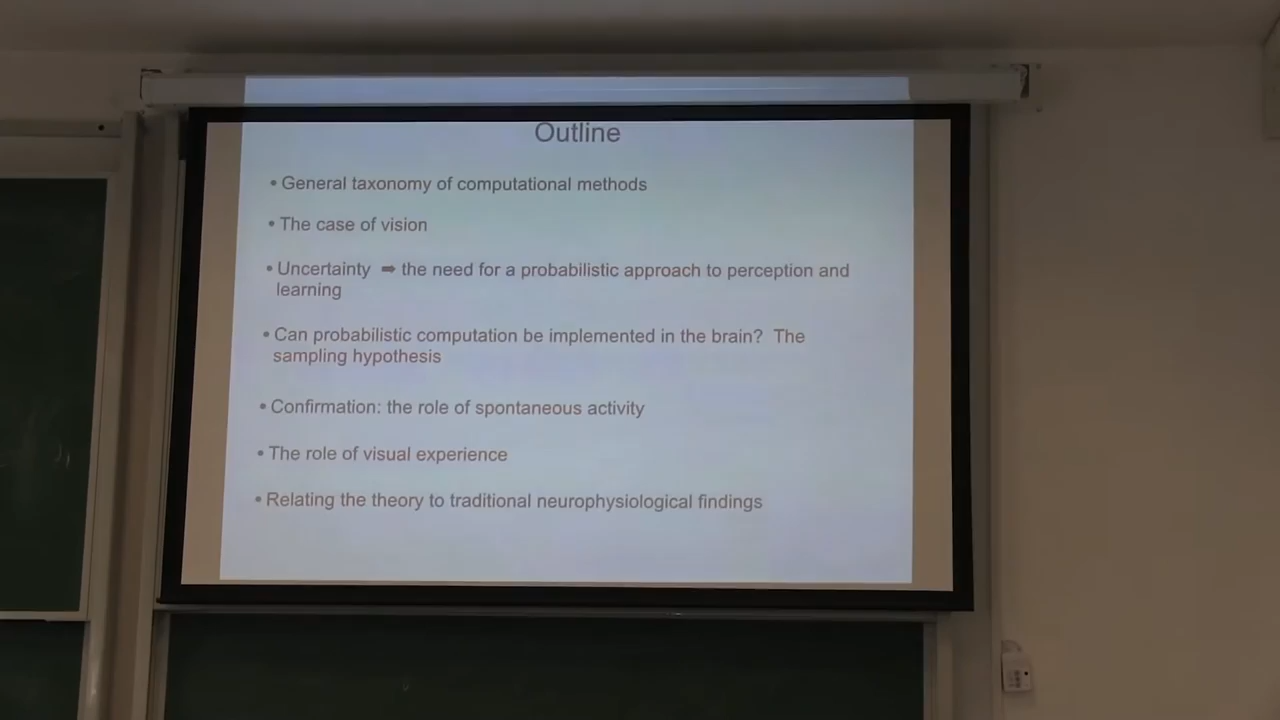 Outline
• General taxonomy of computational methods
• The case of vision
• Uncertainty ➡ the need for a probabilistic approach to perception and
learning
• Can probabilistic computation be implemented in the brain? The
sampling hypothesis
• Confirmation: the role of spontaneous activity
• The role of visual experience
• Relating the theory to traditional neurophysiological findings